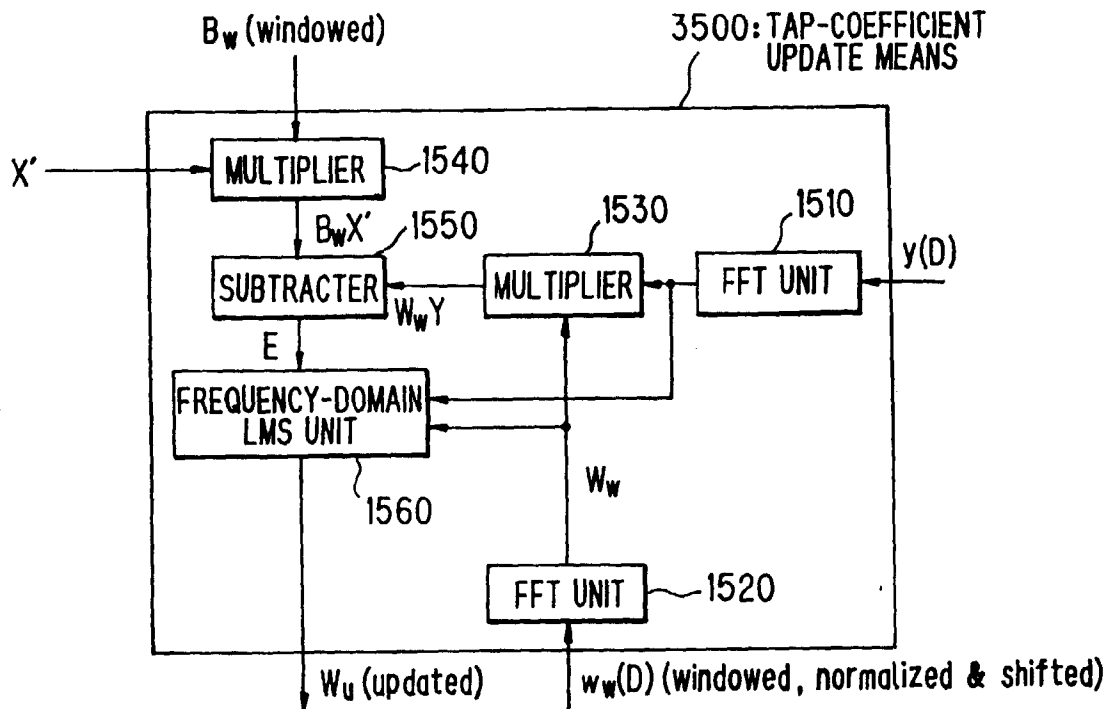 B_w (windowed)
3500: TAP-COEFFICIENT
UPDATE MEANS
X'
MULTIPLIER
1540
B_wX'
1550
1530
1510
y(D)
SUBTRACTER
W_wY
MULTIPLIER
FFT UNIT
E
FREQUENCY-DOMAIN
LMS UNIT
1560
W_w
FFT UNIT
1520
W_u (updated)
w_w(D) (windowed, normalized & shifted)